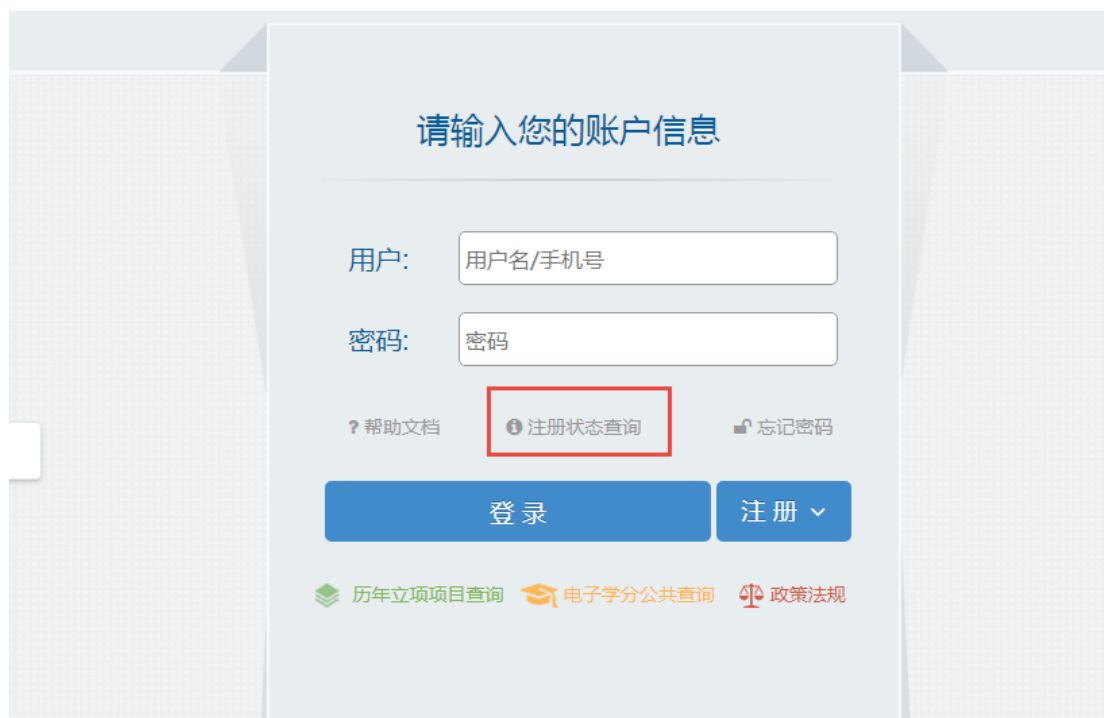 请输入您的账户信息
用户: 用户名/手机号
密码: 密码
? 帮助文档 注册状态查询 忘记密码
登 录 注 册
历年立项项目查询 电子学分公共查询 政策法规